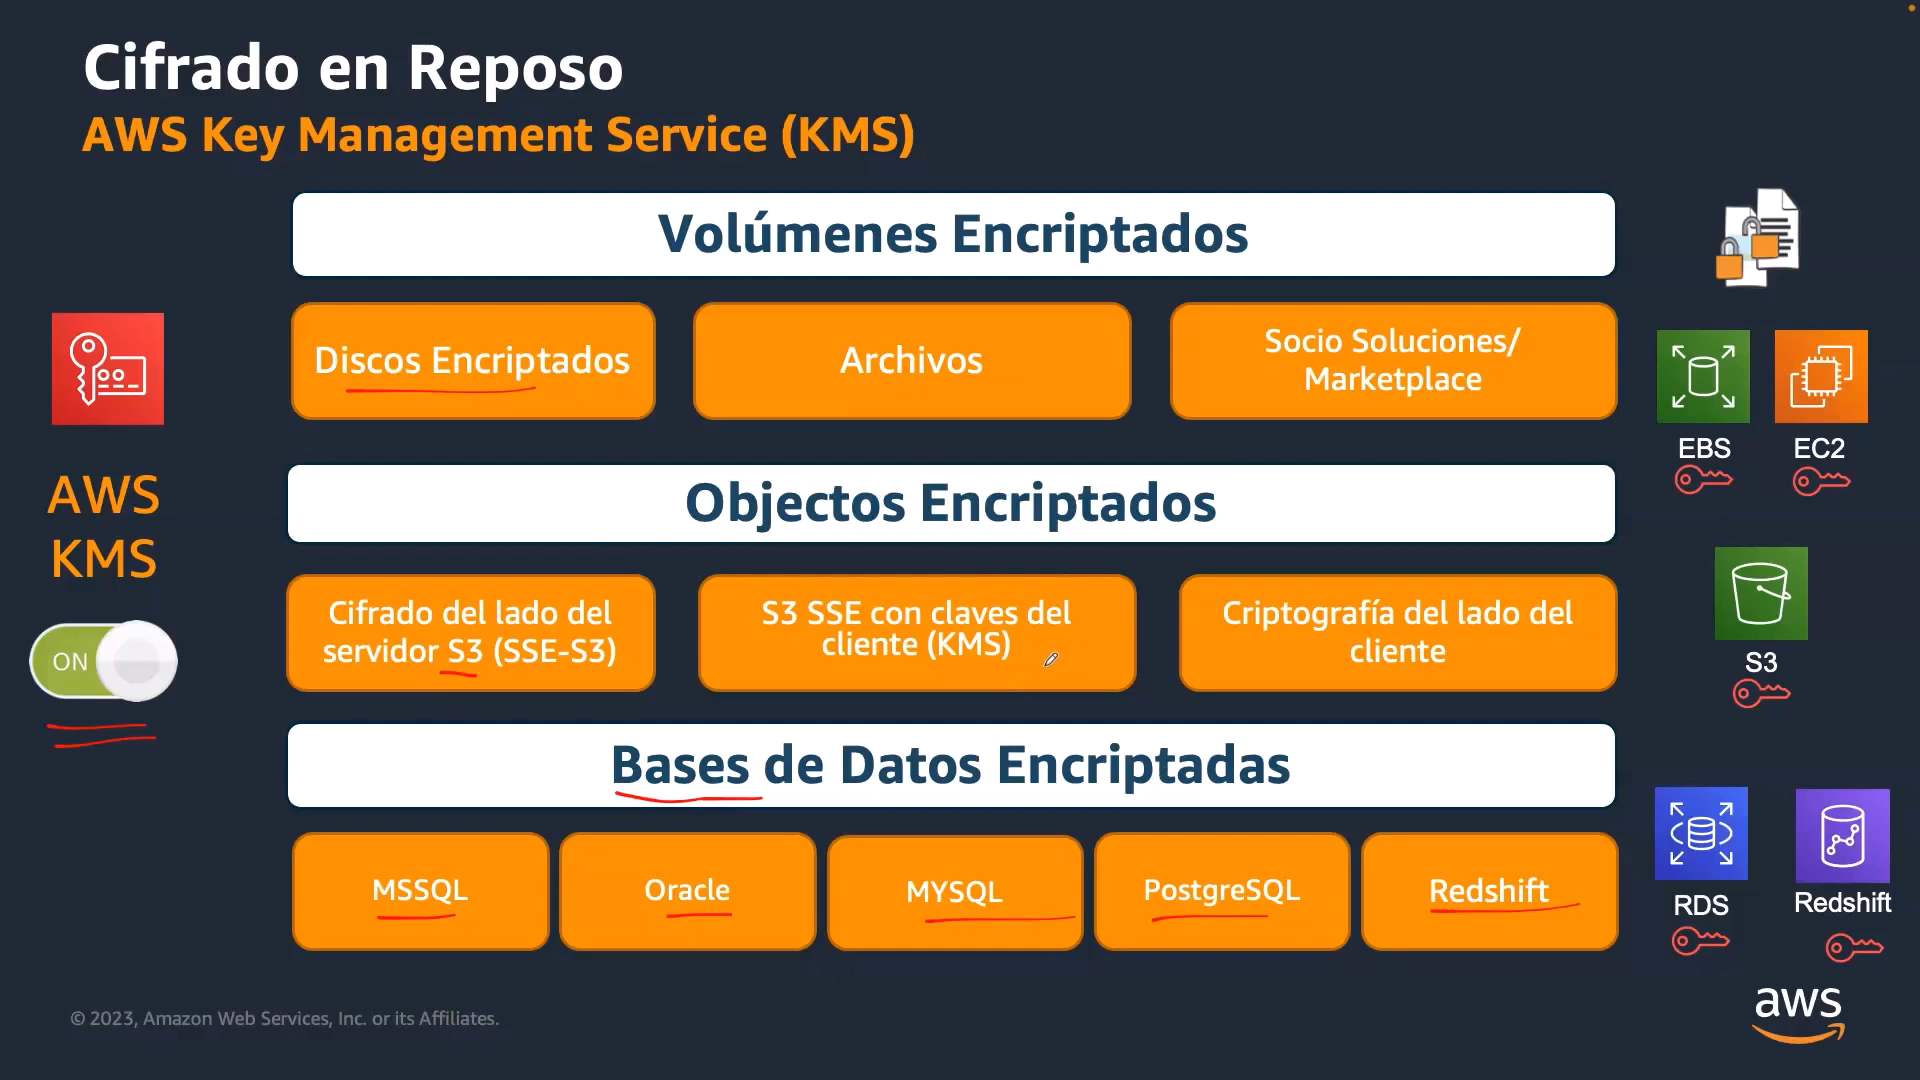 Cifrado en Reposo
AWS Key Management Service (KMS)
Volúmenes Encriptados
Discos Encriptados
Archivos
Socio Soluciones/
Marketplace
EBS
EC2
AWS
KMS
ON
Objectos Encriptados
Cifrado del lado del
servidor S3 (SSE-S3)
S3 SSE con claves del
cliente (KMS)
Criptografía del lado del
cliente
S3
Bases de Datos Encriptadas
MSSQL
Oracle
MYSQL
PostgreSQL
Redshift
RDS
Redshift
© 2023, Amazon Web Services, Inc. or its Affiliates.
aws